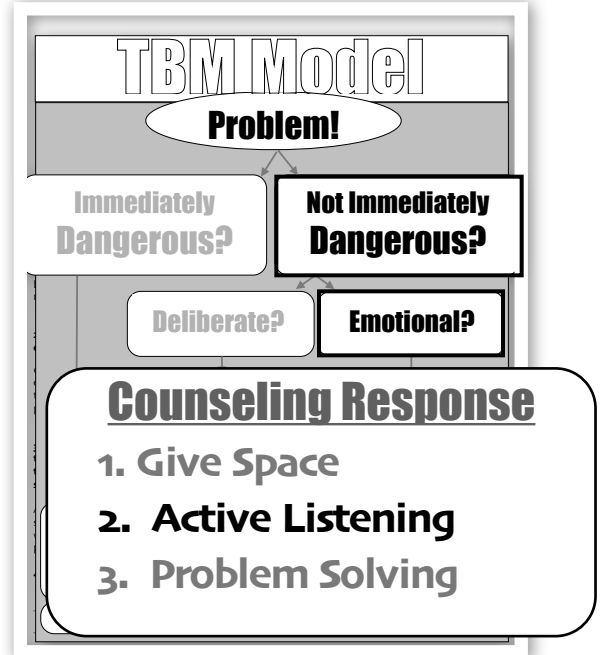 TBM Model
Problem!
Immediately
Dangerous?
Not Immediately
Dangerous?
Deliberate?
Emotional?
Counseling Response
1. Give Space
2. Active Listening
3. Problem Solving